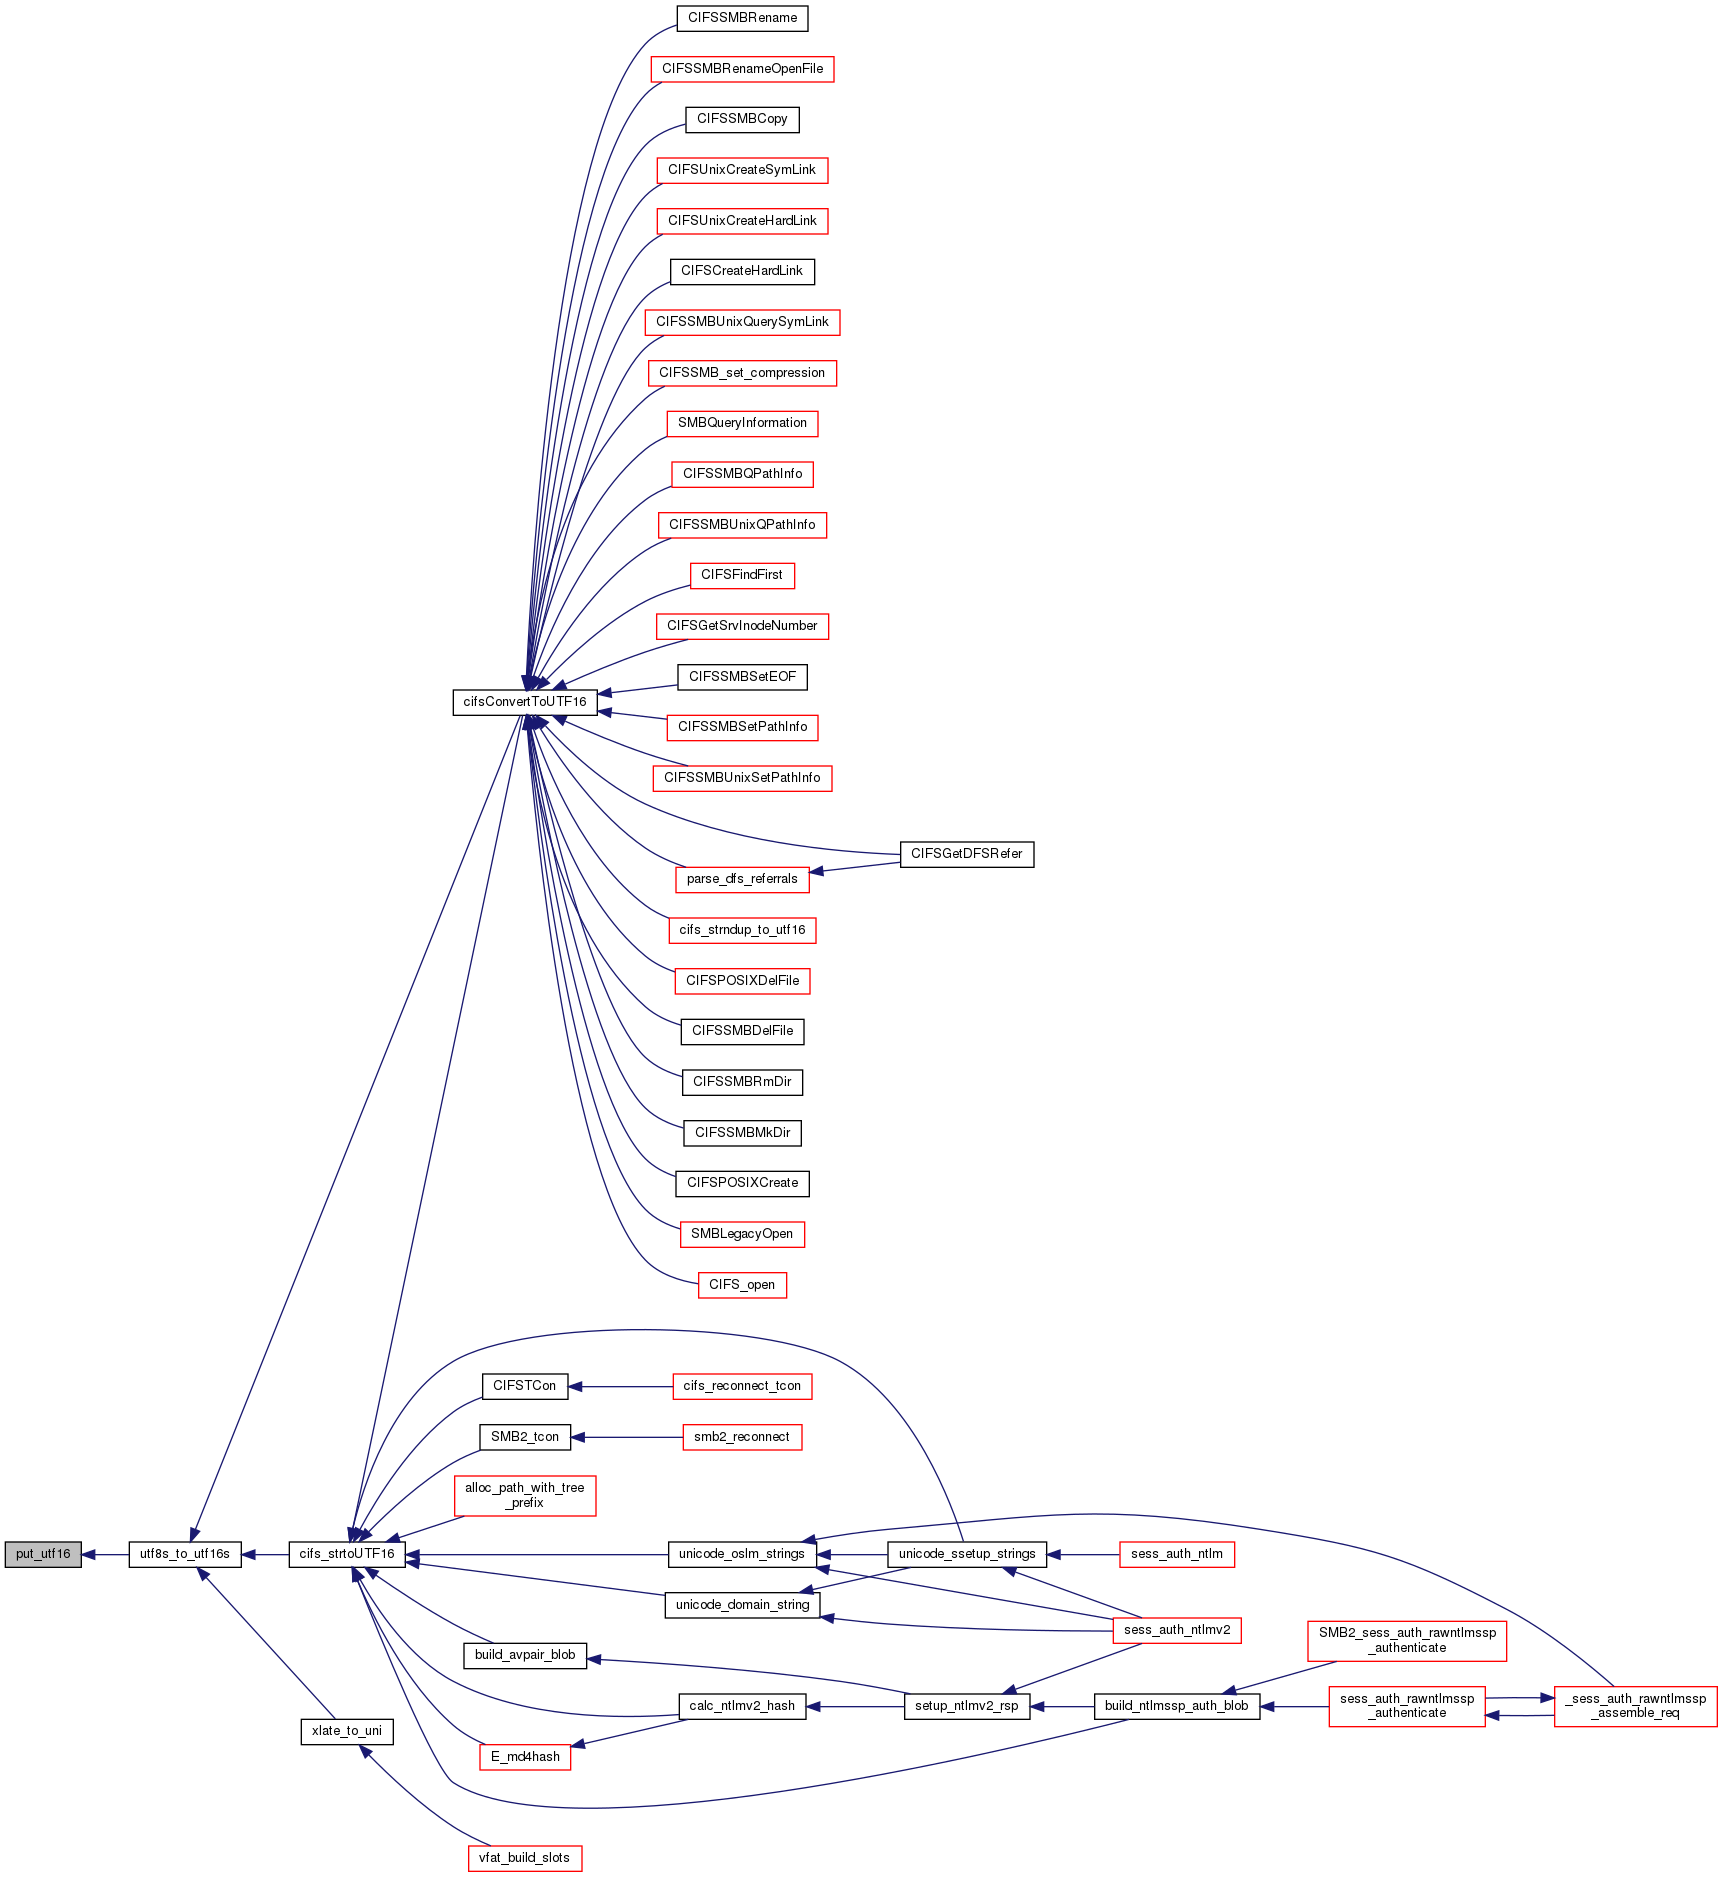 CIFSSMBRename
CIFSSMBRenameOpenFile
CIFSSMBCopy
CIFSUnixCreateSymLink
CIFSUnixCreateHardLink
CIFSCreateHardLink
CIFSSMBUnixQuerySymLink
CIFSSMB_set_compression
SMBQueryInformation
CIFSSMBQPathInfo
CIFSSMBUnixQPathInfo
CIFSFindFirst
CIFSGetSrvInodeNumber
CIFSSMBSetEOF
cifsConvertToUTF16
CIFSSMBSetPathInfo
CIFSSMBUnixSetPathInfo
CIFSGetDFSRefer
parse_dfs_referrals
cifs_strndup_to_utf16
CIFSPOSIXDelFile
CIFSSMBDelFile
CIFSSMBRmDir
CIFSSMBMkDir
CIFSPOSIXCreate
SMBLegacyOpen
CIFS_open
CIFSTCon
cifs_reconnect_tcon
SMB2_tcon
smb2_reconnect
alloc_path_with_tree
_prefix
put_utf16
utf8s_to_utf16s
cifs_strtoUTF16
unicode_oslm_strings
unicode_ssetup_strings
sess_auth_ntlm
unicode_domain_string
sess_auth_ntlmv2
SMB2_sess_auth_rawntlmssp
_authenticate
build_avpair_blob
calc_ntlmv2_hash
setup_ntlmv2_rsp
build_ntlmssp_auth_blob
sess_auth_rawntlmssp
_authenticate
_sess_auth_rawntlmssp
_assemble_req
xlate_to_uni
E_md4hash
vfat_build_slots